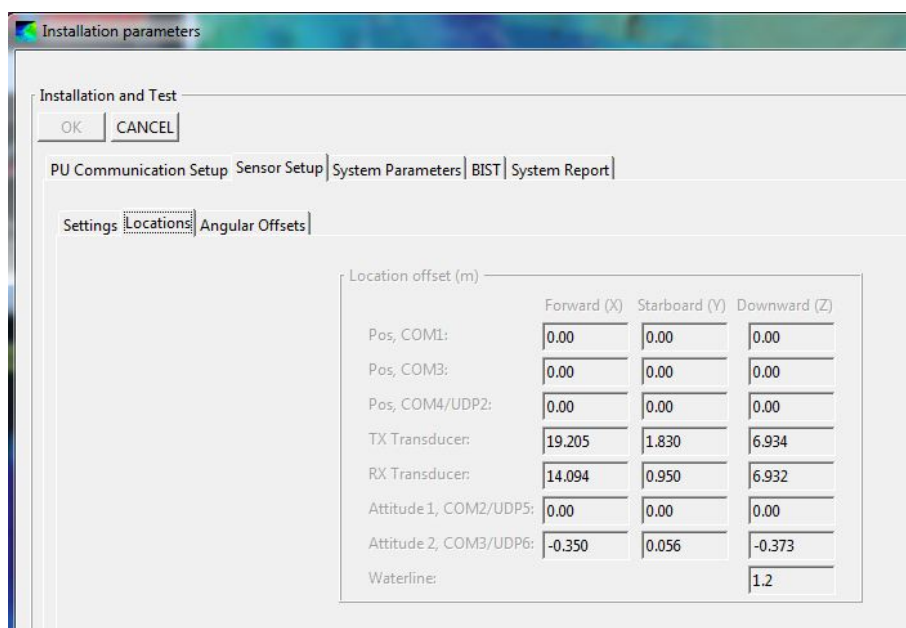 Installation parameters
Installation and Test
OK CANCEL
PU Communication Setup Sensor Setup System Parameters BIST System Report
Settings Locations Angular Offsets
Location offset (m)
Forward (X) Starboard (Y) Downward (Z)
Pos, COM1: 0.00 0.00 0.00
Pos, COM3: 0.00 0.00 0.00
Pos, COM4/UDP2: 0.00 0.00 0.00
TX Transducer: 19.205 1.830 6.934
RX Transducer: 14.094 0.950 6.932
Attitude 1, COM2/UDP5: 0.00 0.00 0.00
Attitude 2, COM3/UDP6: -0.350 0.056 -0.373
Waterline: 1.2